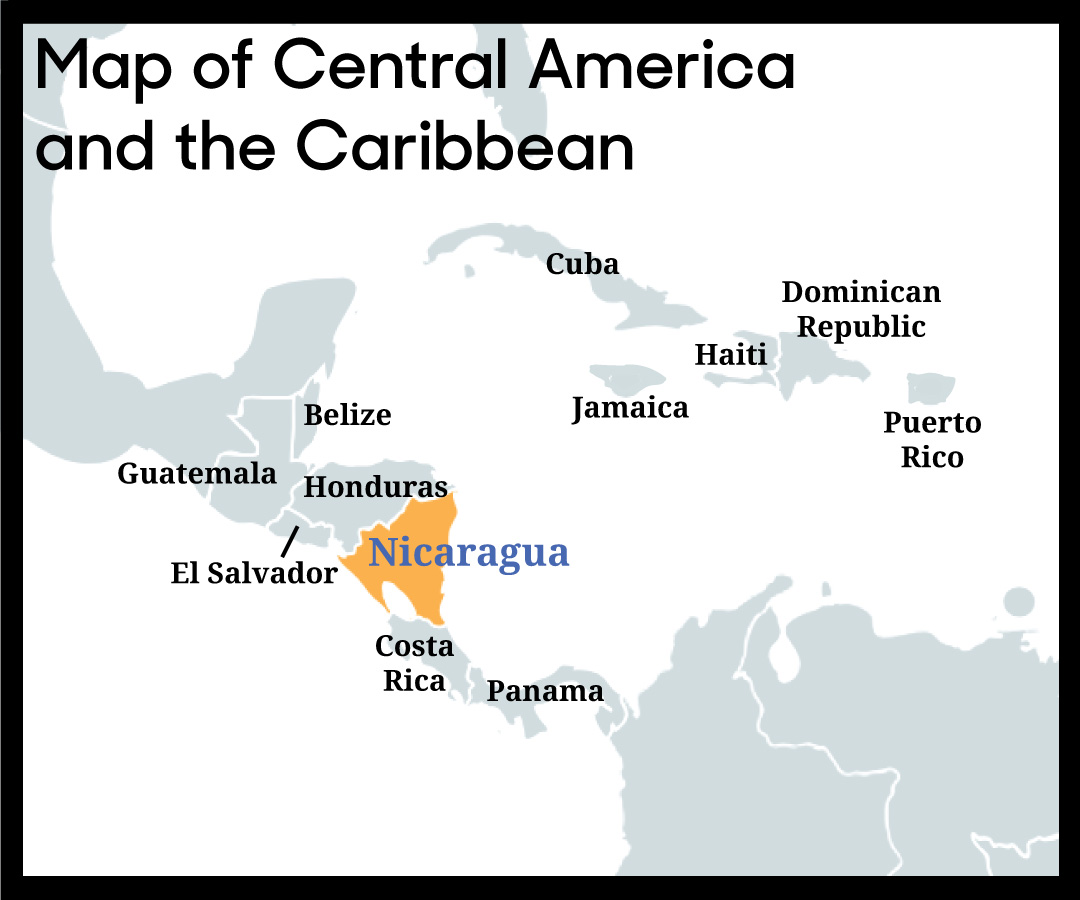 Map of Central America
and the Caribbean
Cuba
Dominican
Republic
Haiti
Jamaica
Belize
Puerto
Rico
Guatemala
Honduras
Nicaragua
El Salvador
Costa
Rica
Panama